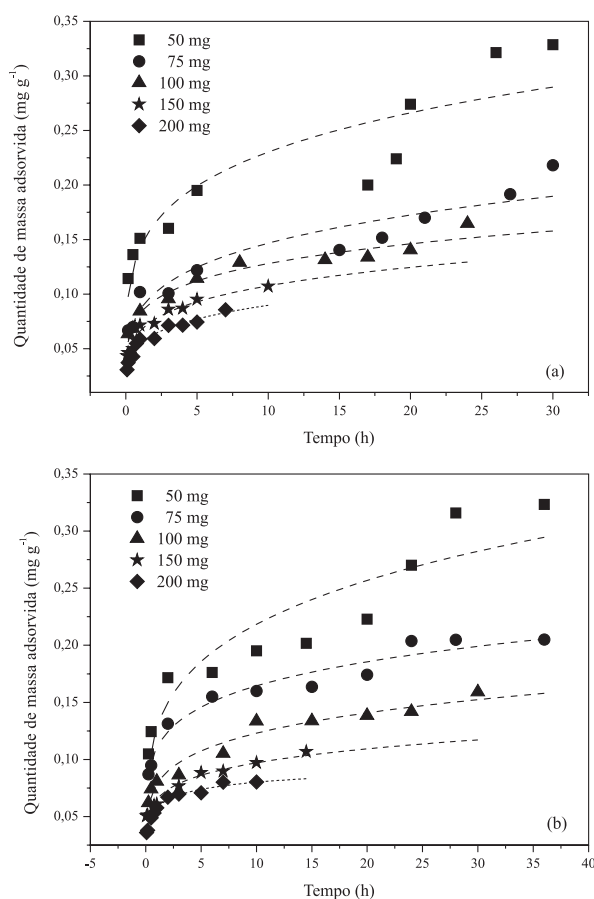 0,35
0,30
0,25
0,20
0,15
0,10
0,05
Quantidade de massa adsorvida (mg g-1)
50 mg
75 mg
100 mg
150 mg
200 mg
(a)
0 5 10 15 20 25 30
Tempo (h)
0,35
0,30
0,25
0,20
0,15
0,10
0,05
Quantidade de massa adsorvida (mg g-1)
50 mg
75 mg
100 mg
150 mg
200 mg
(b)
-5 0 5 10 15 20 25 30 35 40
Tempo (h)